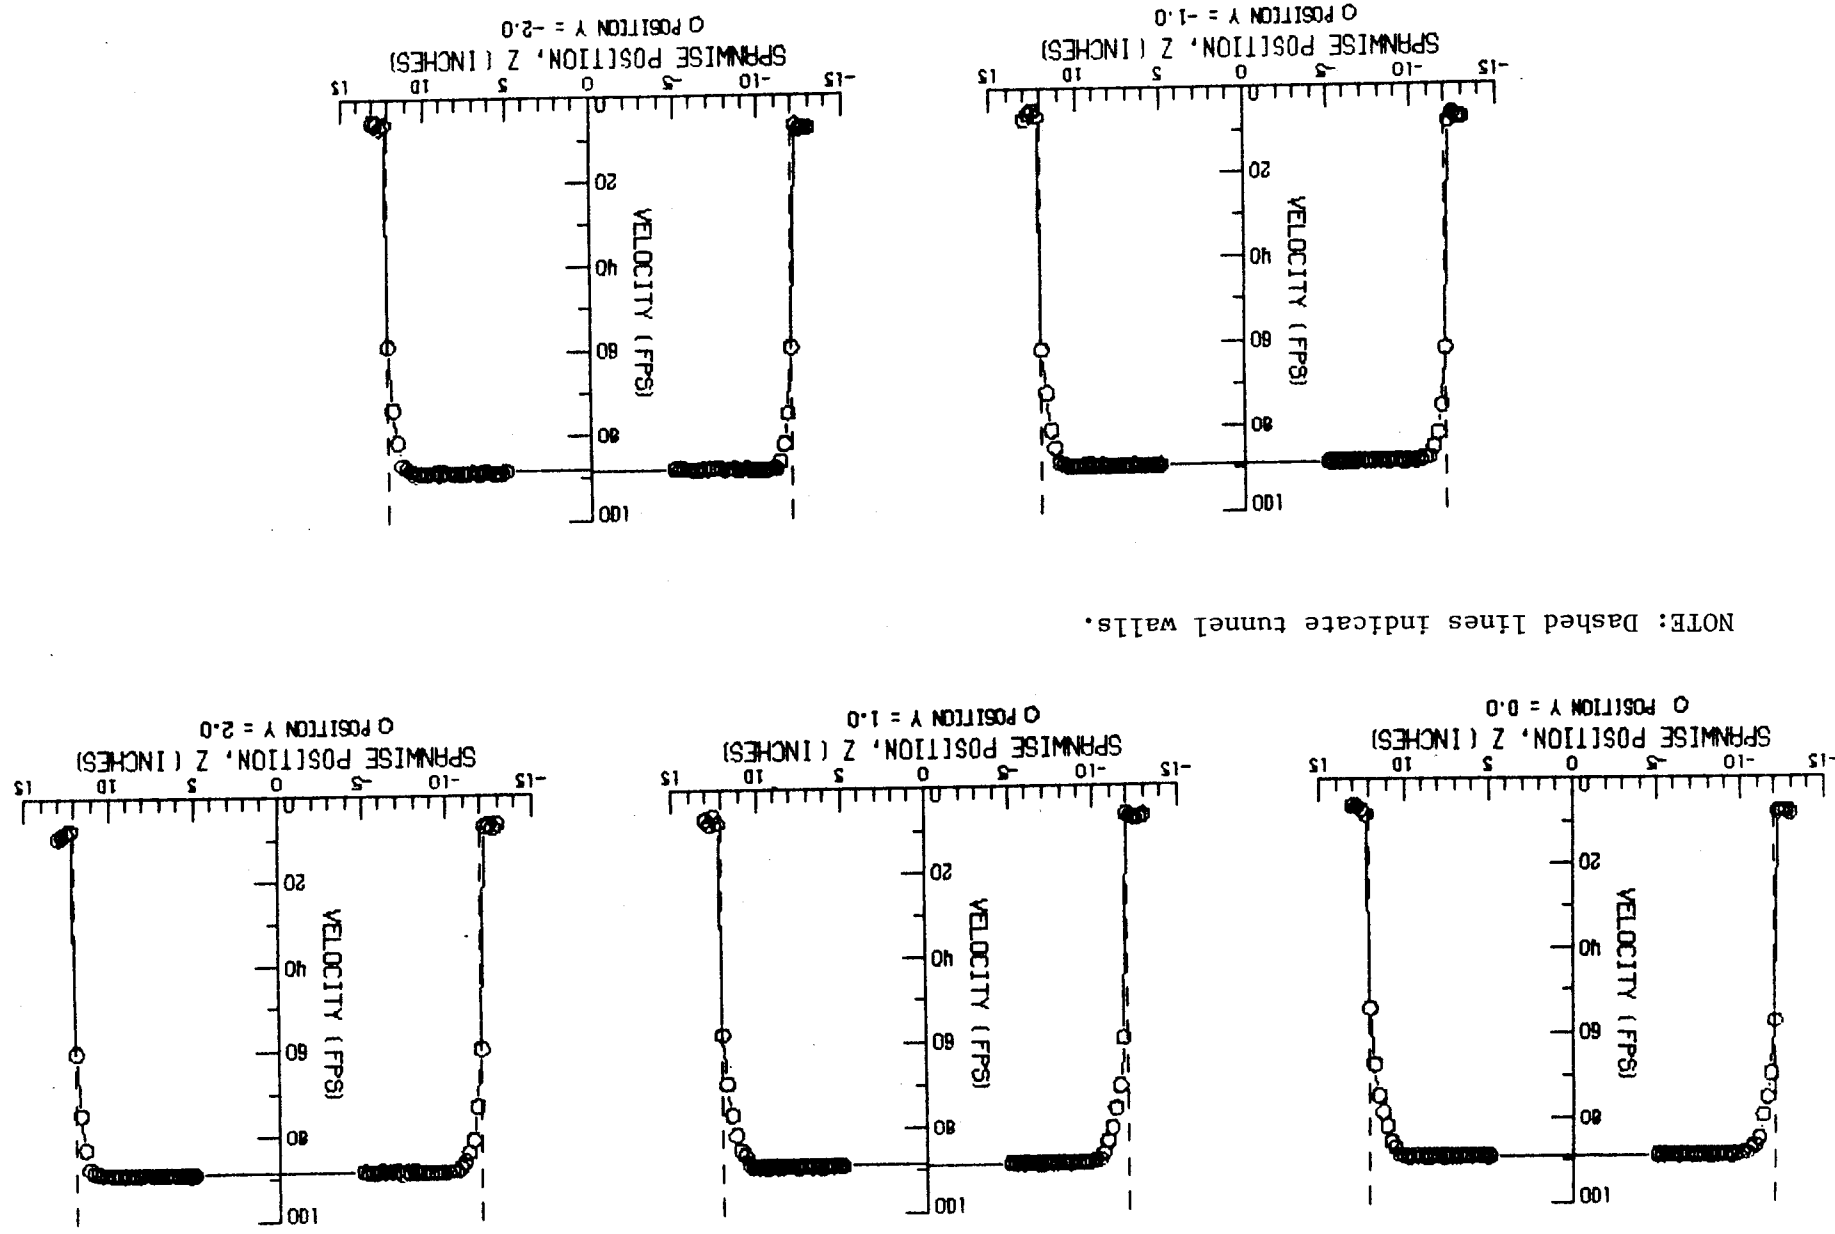 100
80
60
40
20
0
VELOCITY (FPS)
-15 -10 -5 0 5 10 15
SPANWISE POSITION, Z (INCHES)
POSITION Y = 0.0
100
80
60
40
20
0
VELOCITY (FPS)
-15 -10 -5 0 5 10 15
SPANWISE POSITION, Z (INCHES)
POSITION Y = 1.0
100
80
60
40
20
0
VELOCITY (FPS)
-15 -10 -5 0 5 10 15
SPANWISE POSITION, Z (INCHES)
POSITION Y = 2.0
NOTE: Dashed lines indicate tunnel walls.
100
80
60
40
20
0
VELOCITY (FPS)
-15 -10 -5 0 5 10 15
SPANWISE POSITION, Z (INCHES)
POSITION Y = -1.0
100
80
60
40
20
0
VELOCITY (FPS)
-15 -10 -5 0 5 10 15
SPANWISE POSITION, Z (INCHES)
POSITION Y = -2.0